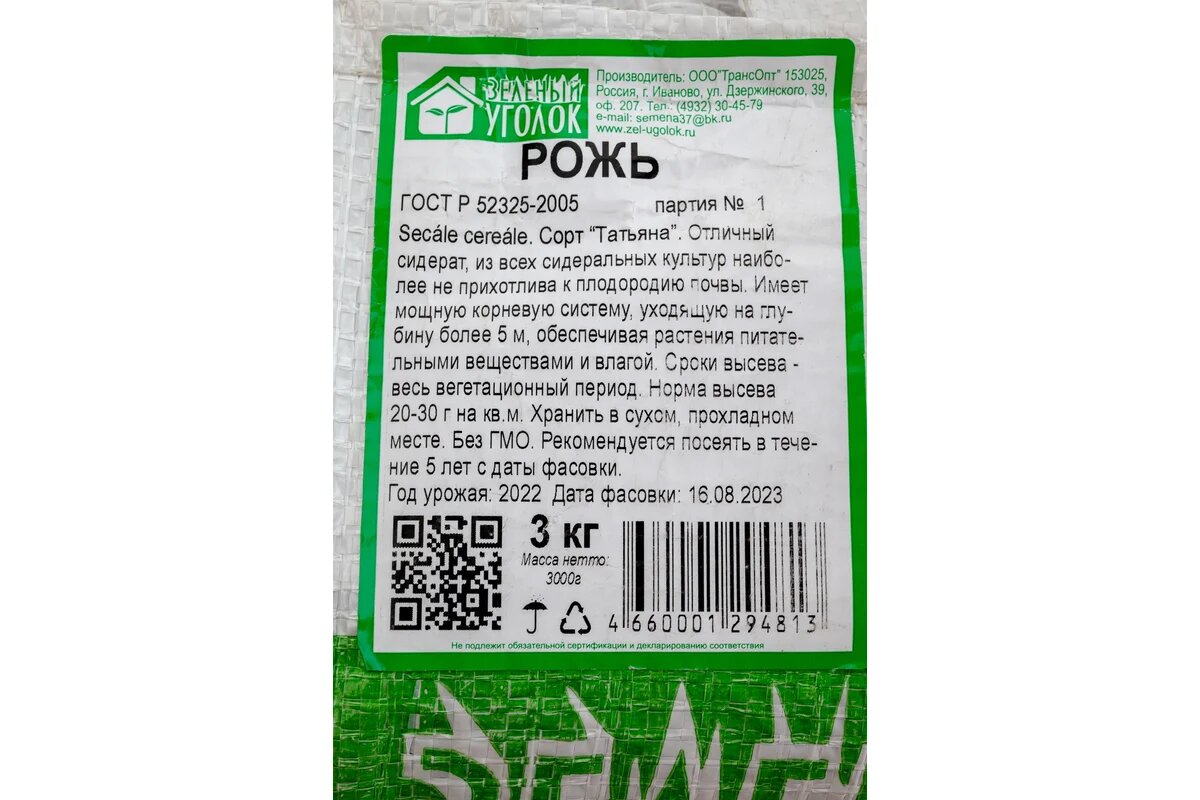 ЗЕЛЕНЫЙ
УГОЛОК
Производитель: ООО"ТрансОпт" 153025,
Россия, г. Иваново, ул. Дзержинского, 39,
оф. 207. Тел.: (4932) 30-45-79
e-mail: semena37@bk.ru
www.zel-ugolok.ru
РОЖЬ
ГОСТ Р 52325-2005 партия № 1
Secále cereále. Сорт "Татьяна". Отличный
сидерат, из всех сидеральных культур наибо-
лее не прихотлива к плодородию почвы. Имеет
мощную корневую систему, уходящую на глу-
бину более 5 м, обеспечивая растения питате-
льными веществами и влагой. Сроки высева -
весь вегетационный период. Норма высева
20-30 г на кв.м. Хранить в сухом, прохладном
месте. Без ГМО. Рекомендуется посеять в тече-
ние 5 лет с даты фасовки.
Год урожая: 2022 Дата фасовки: 16.08.2023
3 кг
Масса нетто:
3000г
4 660001 294813
Не подлежит обязательной сертификации и декларированию соответствия